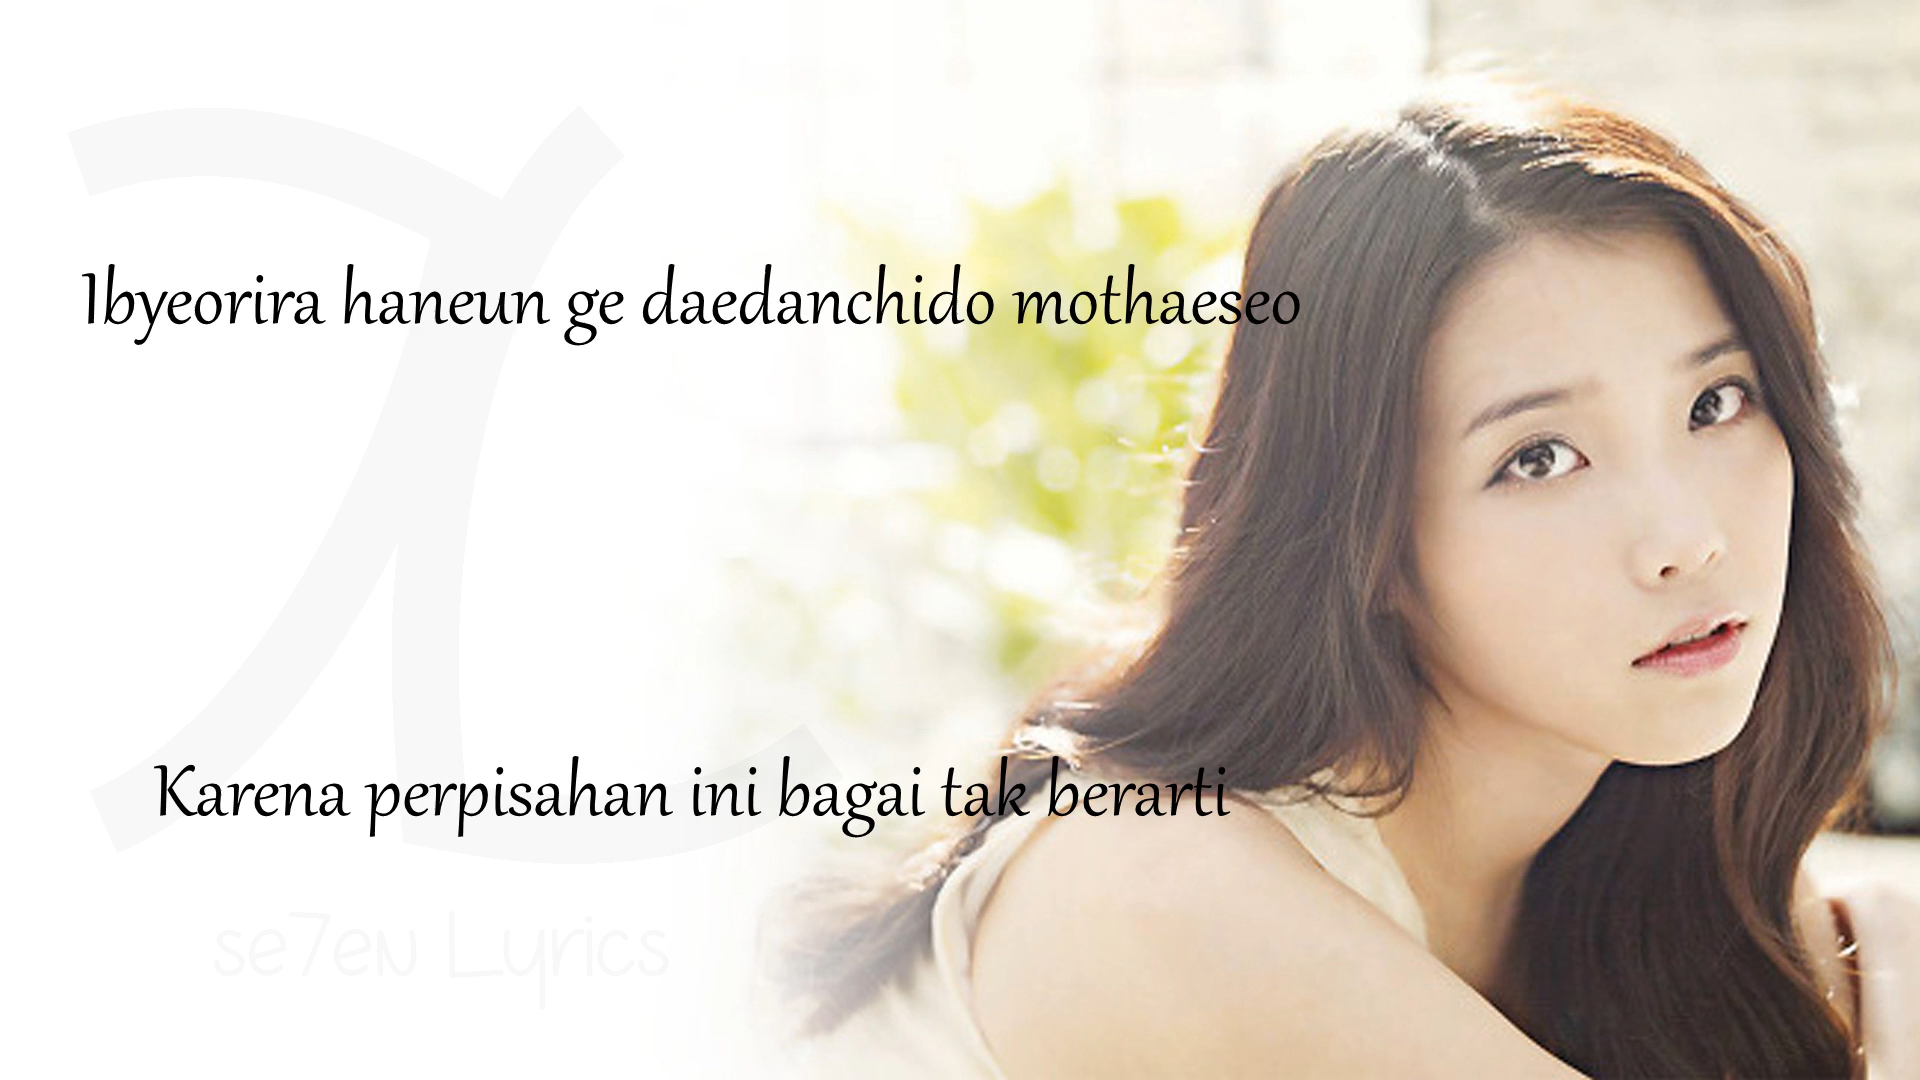 Ibyeorira haneun ge daedanchido mothaeseo
Karena perpisahan ini bagai tak berarti
se7en Lyrics